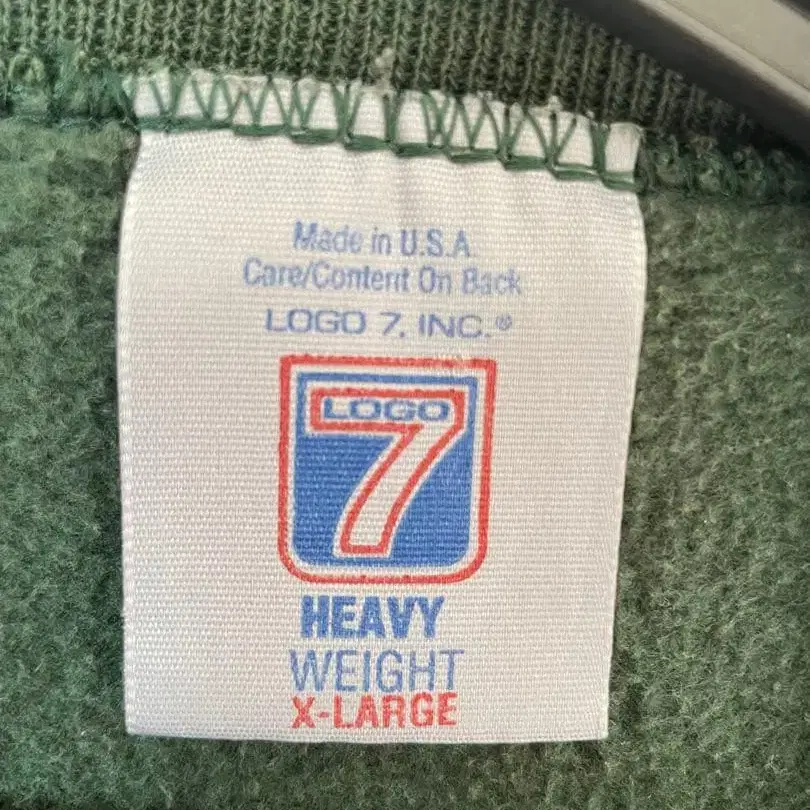 Made in U.S.A
Care/Content On Back
LOGO 7, INC.®
LOGO
7
HEAVY
WEIGHT
X-LARGE